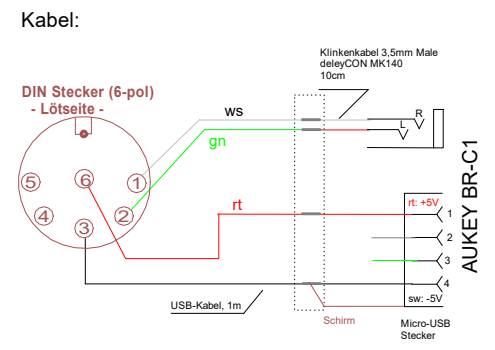 Kabel:
Klinkenkabel 3,5mm Male
deleyCON MK140
10cm
DIN Stecker (6-pol)
- Lötseite -
ws
gn
R
L
5
6
1
4
3
2
rt
rt: +5V
1
2
3
4
sw: -5V
AUKEY BR-C1
USB-Kabel, 1m
Schirm
Micro-USB
Stecker